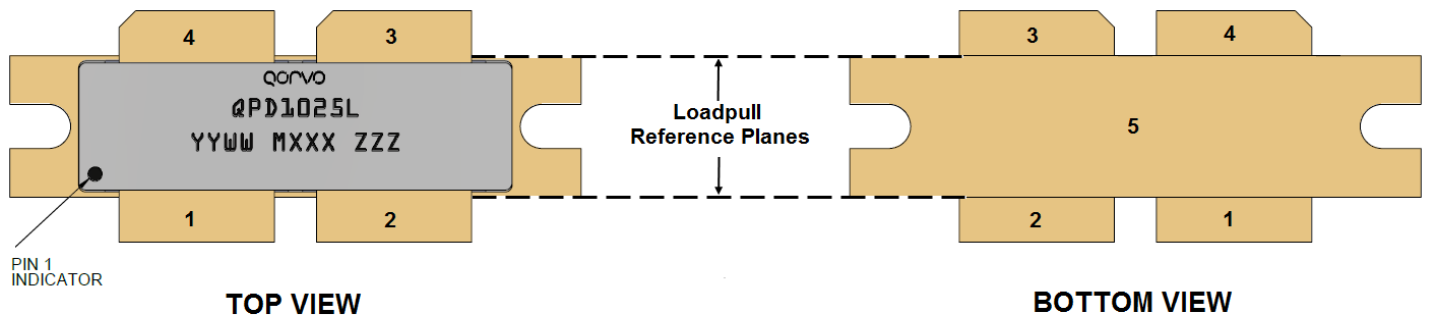 4 3
QORVO
QPD1025L
YYWW MXXX ZZZ
1 2
PIN 1
INDICATOR
TOP VIEW
Loadpull
Reference Planes
3 4
5
2 1
BOTTOM VIEW